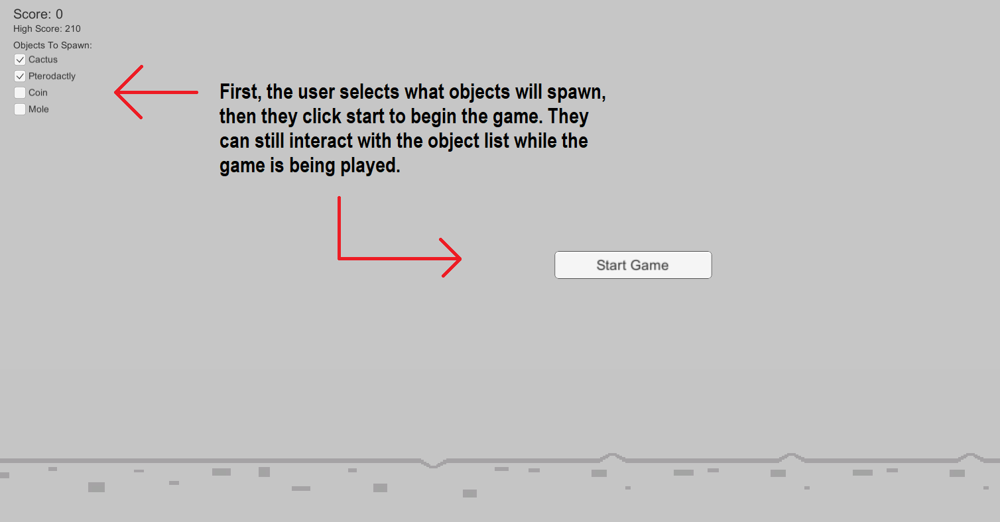 Score: 0
High Score: 210
Objects To Spawn:
Cactus
Pterodactly
Coin
Mole
First, the user selects what objects will spawn,
then they click start to begin the game. They
can still interact with the object list while the
game is being played.
Start Game